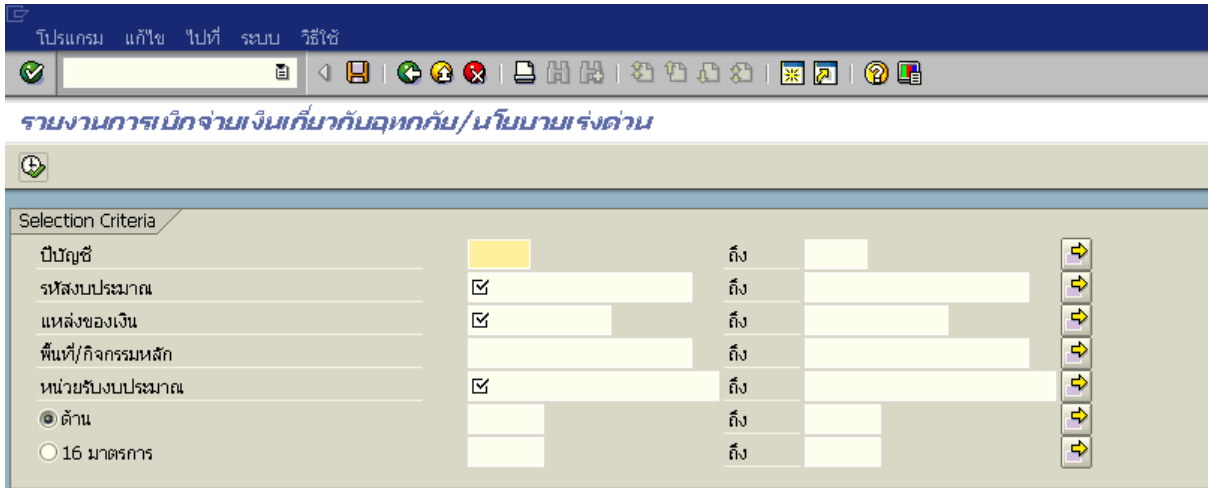 โปรแกรม แก้ไข ไปที่ ระบบ วิธีใช้
รายงานการเบิกจ่ายเงินเกี่ยวกับอุทกภัย/นโยบายเร่งด่วน
Selection Criteria
ปีบัญชี ถึง
รหัสงบประมาณ ถึง
แหล่งของเงิน ถึง
พื้นที่/กิจกรรมหลัก ถึง
หน่วยรับงบประมาณ ถึง
ด้าน ถึง
16 มาตรการ ถึง